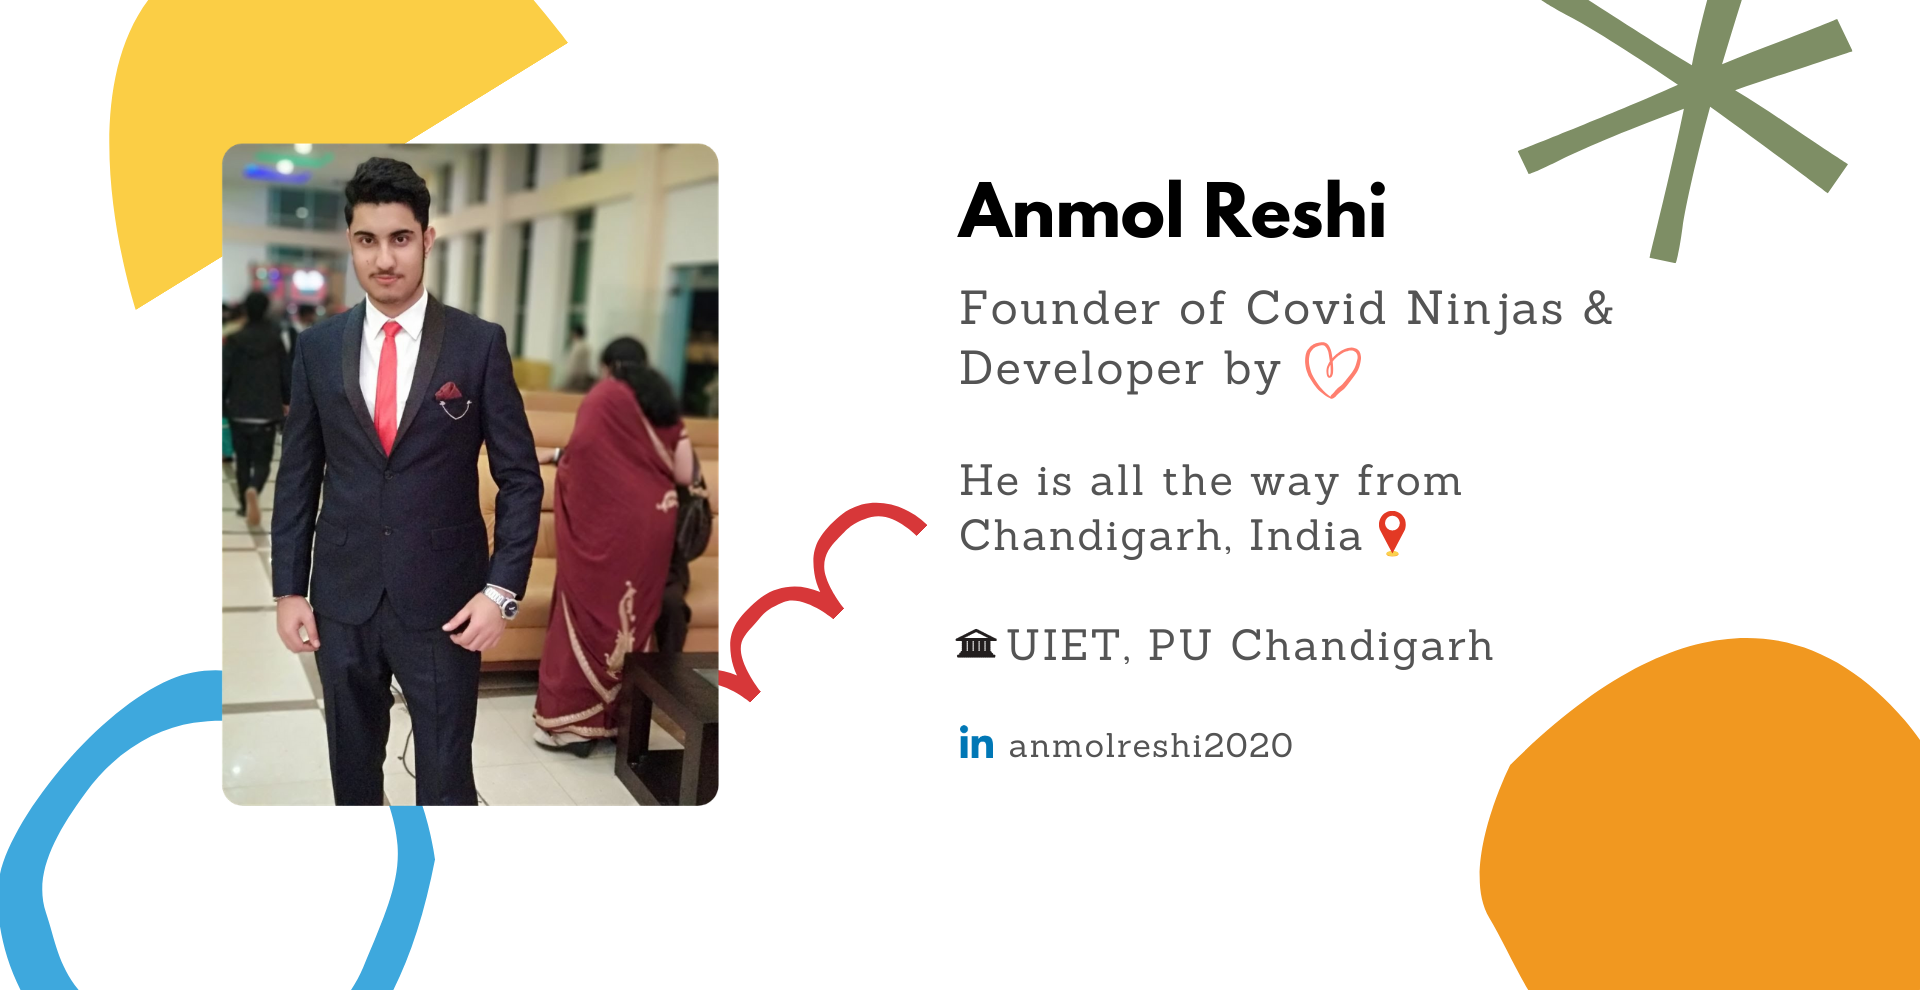 Anmol Reshi
Founder of Covid Ninjas &
Developer by
He is all the way from
Chandigarh, India
UIET, PU Chandigarh
in anmolreshi2020